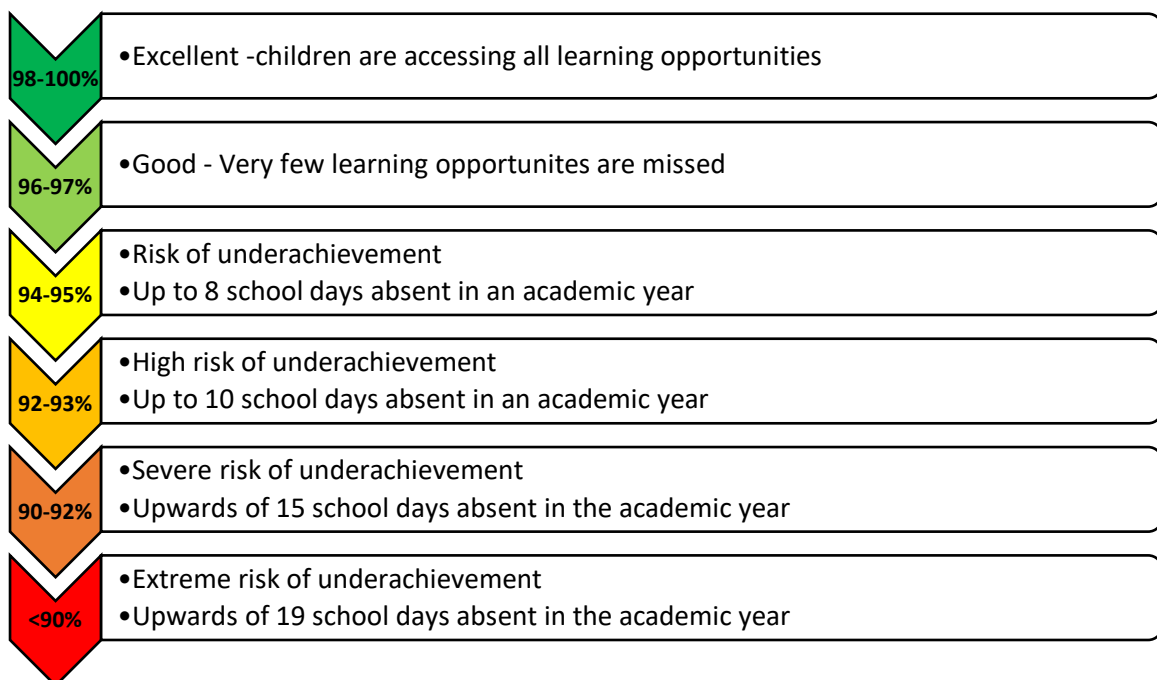 98-100%
•Excellent -children are accessing all learning opportunities
96-97%
•Good - Very few learning opportunites are missed
94-95%
•Risk of underachievement
•Up to 8 school days absent in an academic year
92-93%
•High risk of underachievement
•Up to 10 school days absent in an academic year
90-92%
•Severe risk of underachievement
•Upwards of 15 school days absent in the academic year
<90%
•Extreme risk of underachievement
•Upwards of 19 school days absent in the academic year